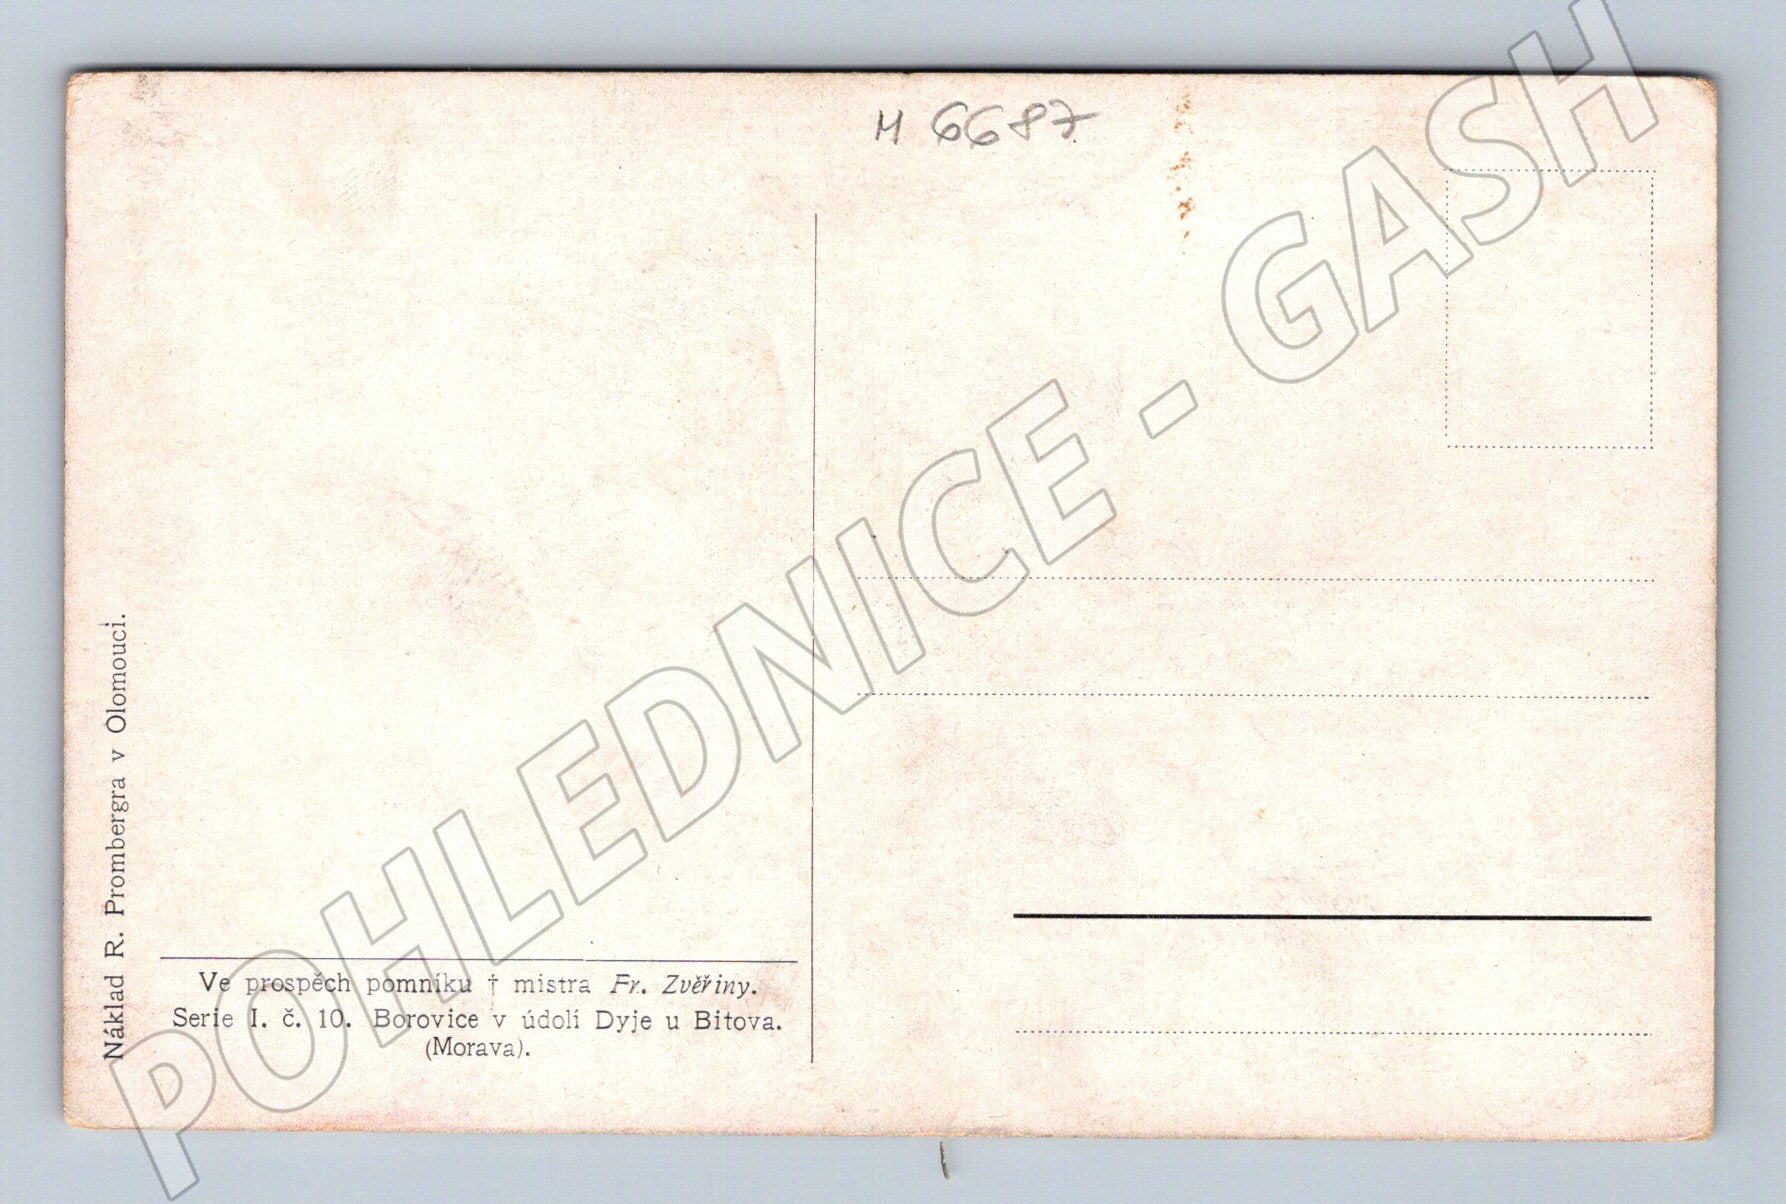 M 6687
Náklad R. Prombergra v Olomouci.
Ve prospěch pomníku † mistra Fr. Zvěřiny.
Serie I. č. 10. Borovice v údolí Dyje u Bitova.
(Morava).
POHLEDNICE - GASH